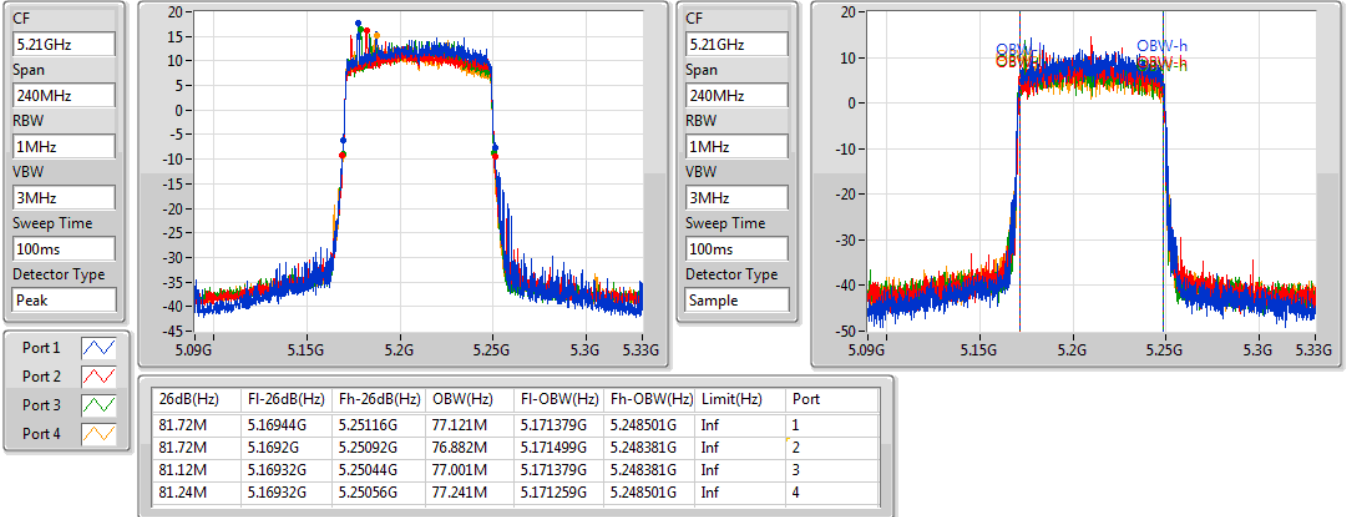 CF
5.21GHz
Span
240MHz
RBW
1MHz
VBW
3MHz
Sweep Time
100ms
Detector Type
Peak
20
15
10
5
0
-5
-10
-15
-20
-25
-30
-35
-40
-45
5.09G 5.15G 5.2G 5.25G 5.3G 5.33G
CF
5.21GHz
Span
240MHz
RBW
1MHz
VBW
3MHz
Sweep Time
100ms
Detector Type
Sample
20
10
0
-10
-20
-30
-40
-50
OBW-h
OBW-h
5.09G 5.15G 5.2G 5.25G 5.3G 5.33G
Port 1
Port 2
Port 3
Port 4
26dB(Hz) Fl-26dB(Hz) Fh-26dB(Hz) OBW(Hz) Fl-OBW(Hz) Fh-OBW(Hz) Limit(Hz) Port
81.72M 5.16944G 5.25116G 77.121M 5.171379G 5.248501G Inf 1
81.72M 5.1692G 5.25092G 76.882M 5.171499G 5.248381G Inf 2
81.12M 5.16932G 5.25044G 77.001M 5.171379G 5.248381G Inf 3
81.24M 5.16932G 5.25056G 77.241M 5.171259G 5.248501G Inf 4